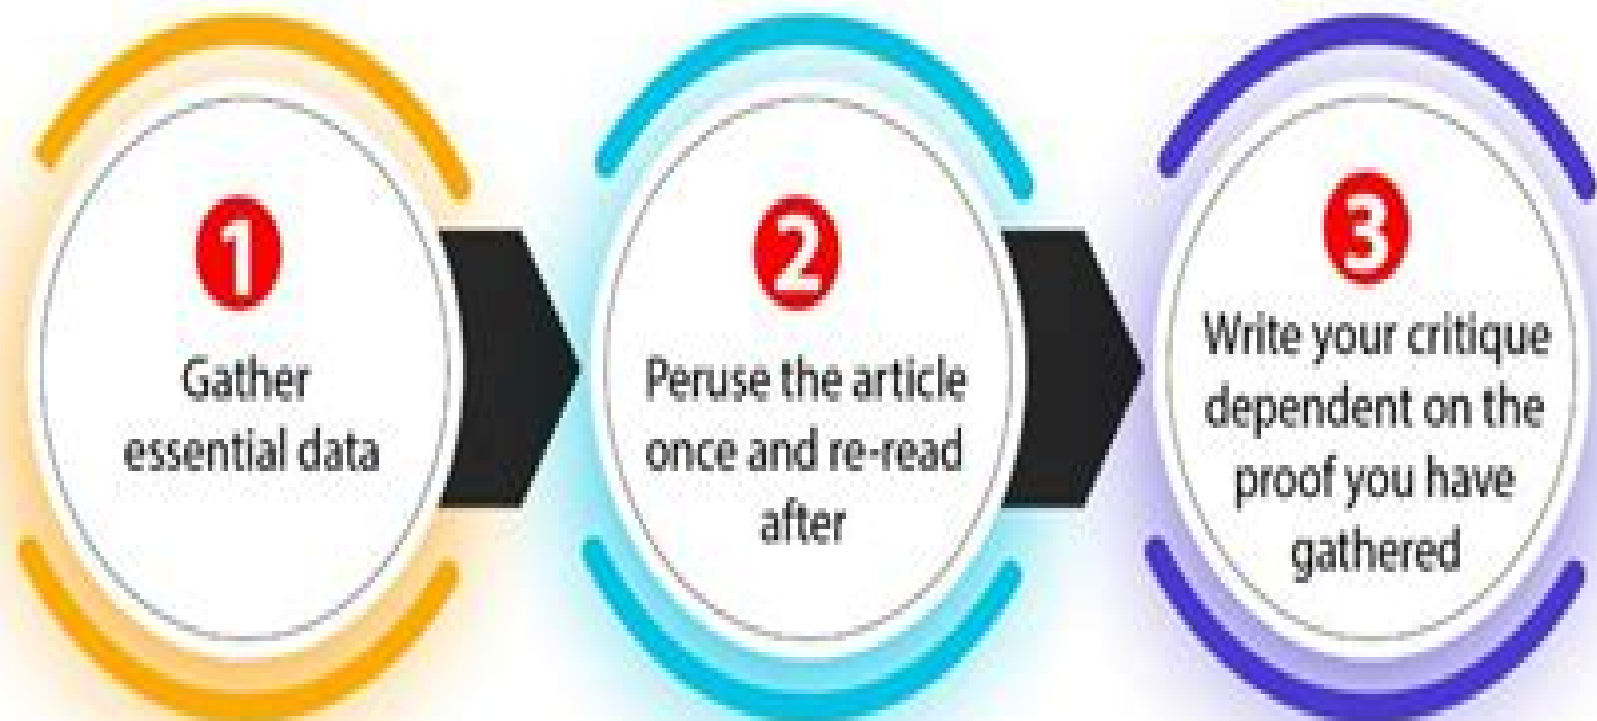 1
Gather
essential data
2
Peruse the article
once and re-read
after
3
Write your critique
dependent on the
proof you have
gathered